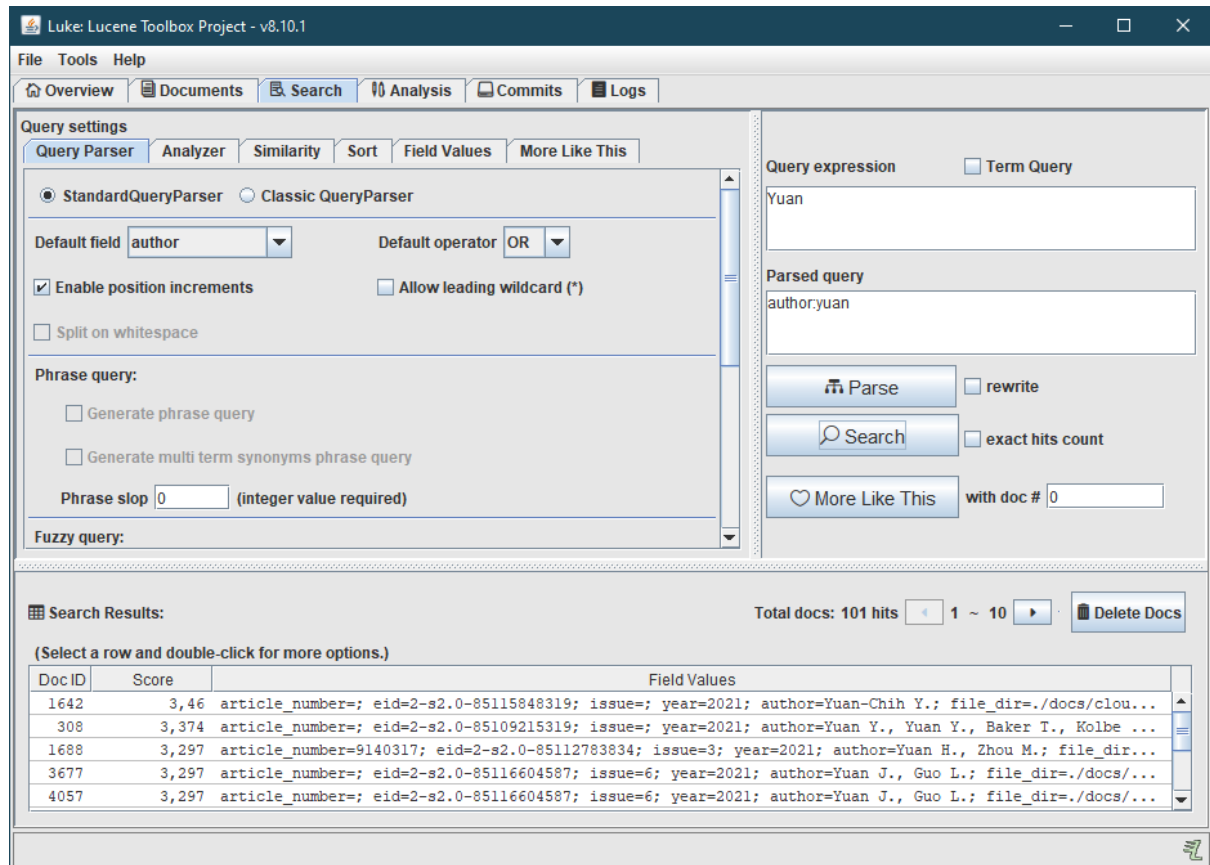 Luke: Lucene Toolbox Project - v8.10.1
File Tools Help
Overview Documents Search Analysis Commits Logs
Query settings
Query Parser Analyzer Similarity Sort Field Values More Like This
StandardQueryParser Classic QueryParser
Default field author Default operator OR
Enable position increments Allow leading wildcard (*)
Split on whitespace
Phrase query:
Generate phrase query
Generate multi term synonyms phrase query
Phrase slop 0 (integer value required)
Fuzzy query:
Query expression Term Query
Yuan
Parsed query
author:yuan
Parse rewrite
Search exact hits count
More Like This with doc # 0
Search Results: Total docs: 101 hits 1 ~ 10 Delete Docs
(Select a row and double-click for more options.)
Doc ID Score Field Values
1642 3,46 article_number=; eid=2-s2.0-85115848319; issue=; year=2021; author=Yuan-Chih Y.; file_dir=./docs/clou...
308 3,374 article_number=; eid=2-s2.0-85109215319; issue=; year=2021; author=Yuan Y., Yuan Y., Baker T., Kolbe ...
1688 3,297 article_number=9140317; eid=2-s2.0-85112783834; issue=3; year=2021; author=Yuan H., Zhou M.; file_dir...
3677 3,297 article_number=; eid=2-s2.0-85116604587; issue=6; year=2021; author=Yuan J., Guo L.; file_dir=./docs/...
4057 3,297 article_number=; eid=2-s2.0-85116604587; issue=6; year=2021; author=Yuan J., Guo L.; file_dir=./docs/...